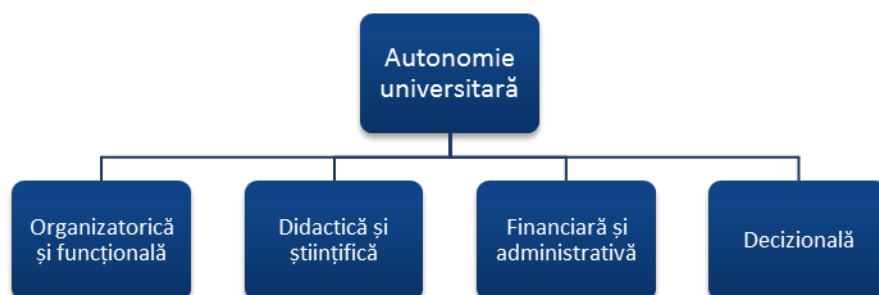 Autonomie
universitară
Organizatorică
și funcțională
Didactică și
științifică
Financiară și
administrativă
Decizională